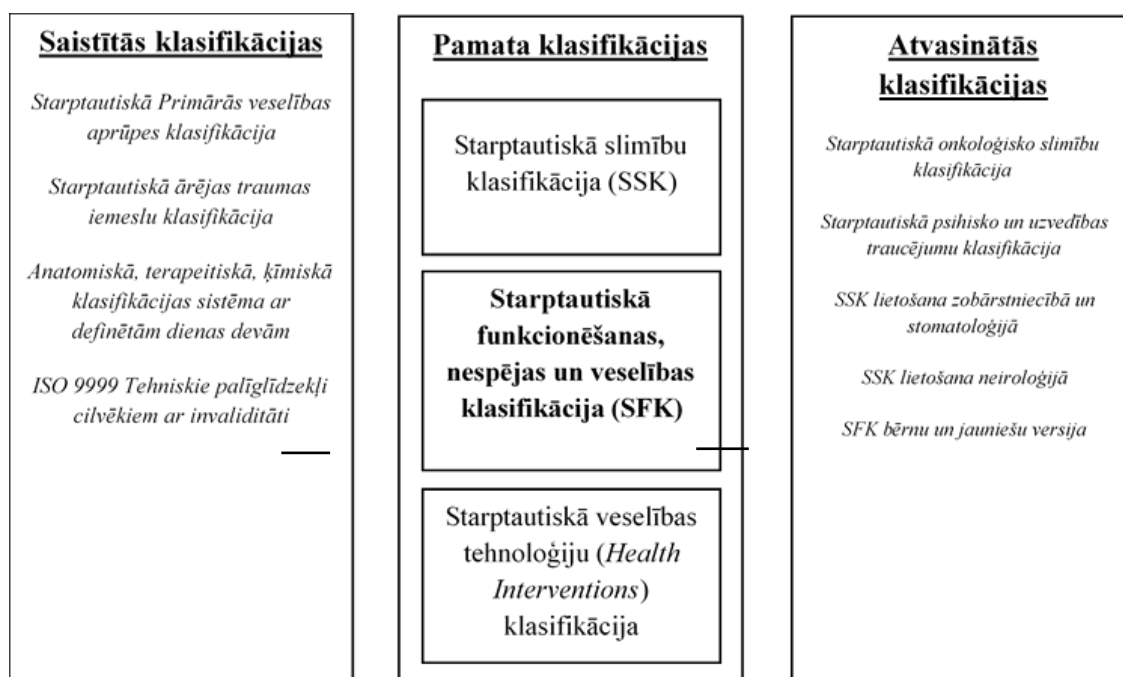 Saistītās klasifikācijas
Starptautiskā Primārās veselības
aprūpes klasifikācija
Starptautiskā ārējas traumas
iemeslu klasifikācija
Anatomiskā, terapeitiskā, ķīmiskā
klasifikācijas sistēma ar
definētām dienas devām
ISO 9999 Tehniskie palīglīdzekļi
cilvēkiem ar invaliditāti
Pamata klasifikācijas
Starptautiskā slimību
klasifikācija (SSK)
Starptautiskā
funkcionēšanas,
nespējas un veselības
klasifikācija (SFK)
Starptautiskā veselības
tehnoloģiju (Health
Interventions)
klasifikācija
Atvasinātās
klasifikācijas
Starptautiskā onkoloģisko slimību
klasifikācija
Starptautiskā psihisko un uzvedības
traucējumu klasifikācija
SSK lietošana zobārstniecībā un
stomatoloģijā
SSK lietošana neiroloģijā
SFK bērnu un jauniešu versija